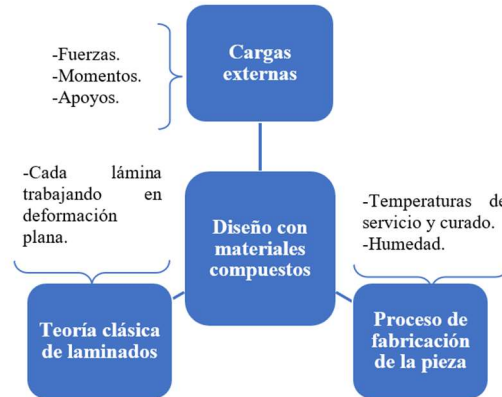 -Fuerzas.
-Momentos.
-Apoyos.
Cargas
externas
-Cada lámina
trabajando en
deformación
plana.
Diseño con
materiales
compuestos
-Temperaturas de
servicio y curado.
-Humedad.
Teoría clásica
de laminados
Proceso de
fabricación
de la pieza